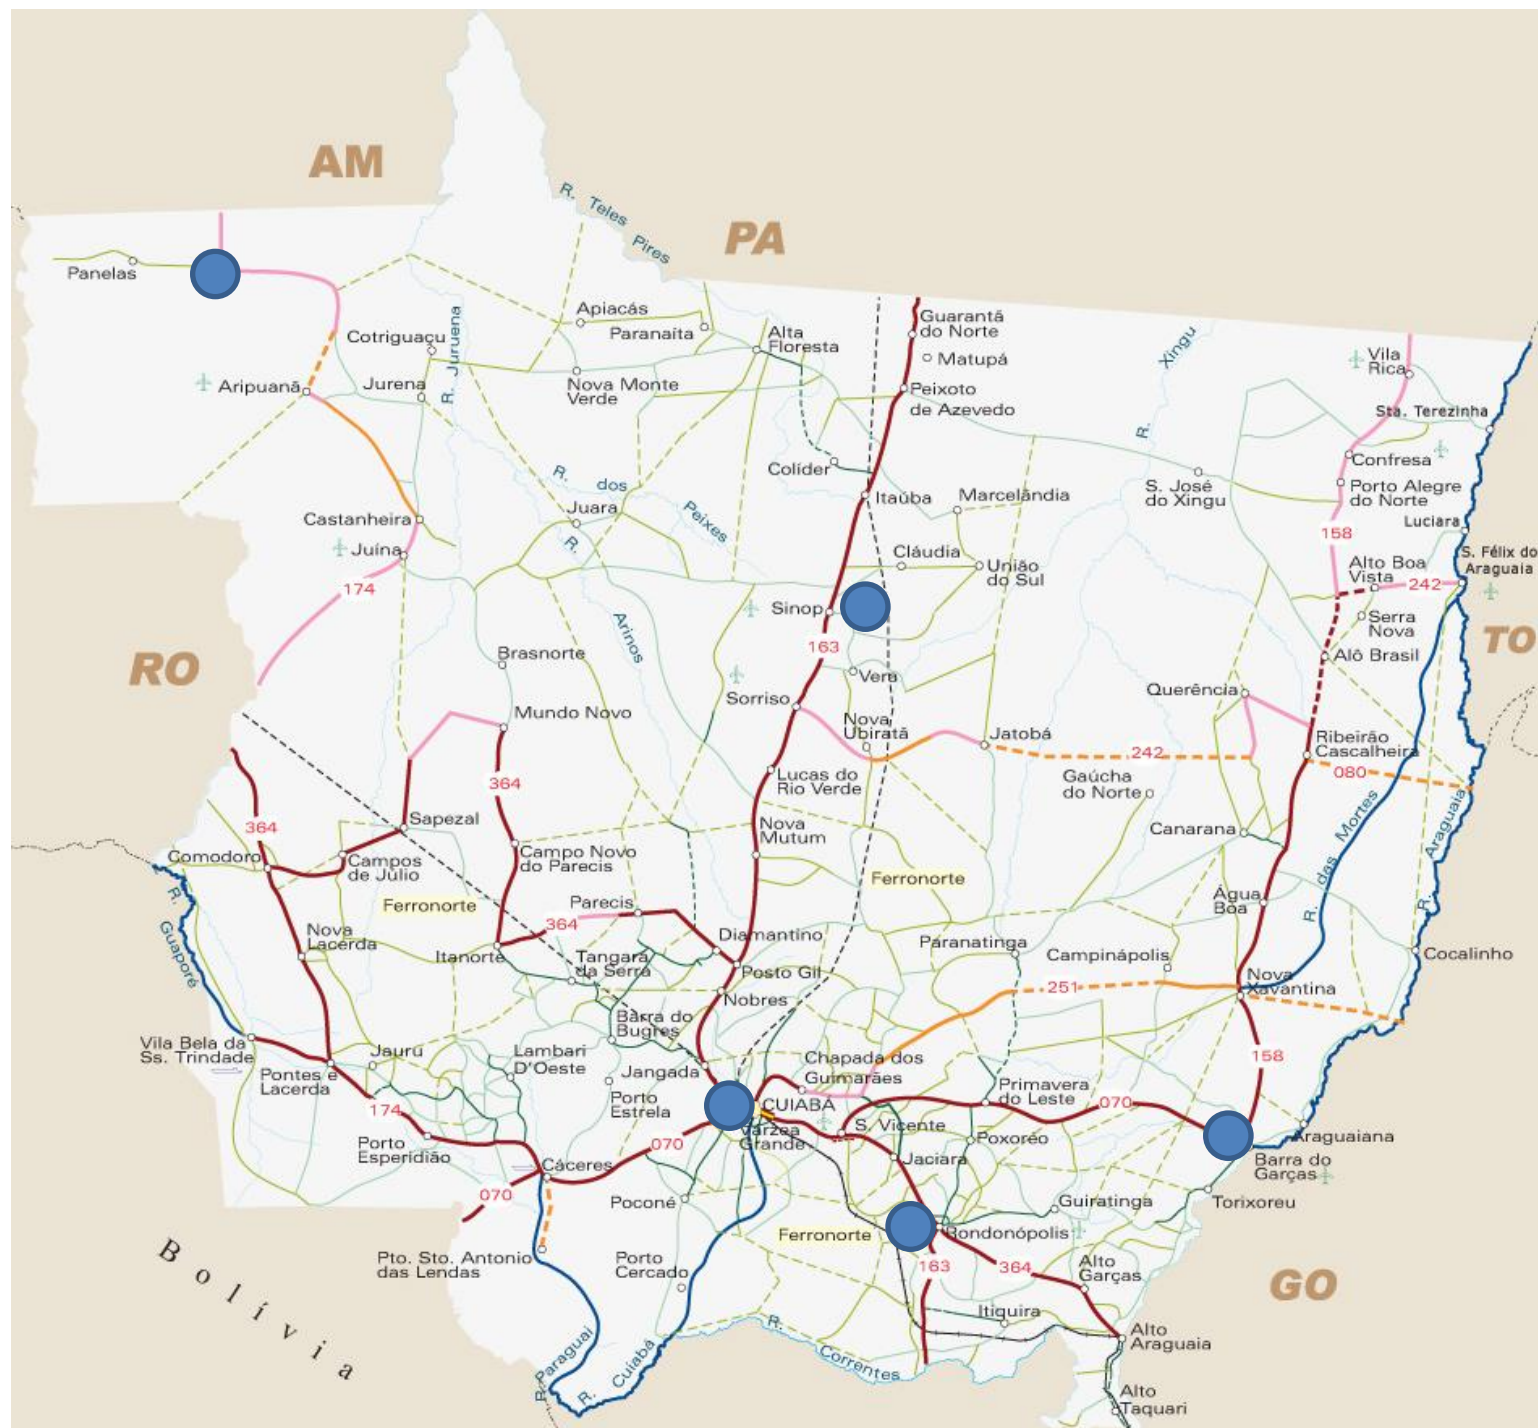 AM
R. Teles Pires
PA
Panelas
Apiacás
Paranaíta
Guarantã
do Norte
Cotriguaçu
R. Juruena
Alta
Floresta
Matupá
R. Xingu
Vila
Rica
Aripuanã
Jurena
Nova Monte
Verde
Peixoto
de Azevedo
Sta. Terezinha
Colíder
Confresa
R. dos Peixes
Itaúba
Marcelândia
S. José
do Xingu
Porto Alegre
do Norte
Castanheira
Juara
Luciara
158
Juína
Cláudia
União
do Sul
Alto Boa
Vista
242
S. Félix do
Araguaia
174
Sinop
Serra
Nova
R. Arinos
163
TO
RO
Brasnorte
Vera
Alô Brasil
Sorriso
Querência
Mundo Novo
Nova
Ubiratã
Jatobá
242
Ribeirão
Cascalheira
080
364
Lucas do
Rio Verde
Gaúcha
do Norte
364
Sapezal
Nova
Mutum
Canarana
R. das Mortes
R. Araguaia
Comodoro
Campos
de Júlio
Campo Novo
do Parecis
Ferronorte
Ferronorte
Parecis
364
Água
Boa
R. Guaporé
Nova
Lacerda
Itanorte
Diamantino
Tangará
da Serra
Posto Gil
Paranatinga
Campinápolis
Cocalinho
Nobres
251
Nova
Xavantina
Barra do
Bugres
Vila Bela da
Ss. Trindade
Jaurú
Lambari
D'Oeste
Jangada
Chapada dos
Guimarães
158
Pontes e
Lacerda
Porto
Estrela
CUIABÁ
Primavera
do Leste
070
174
Várzea
Grande
S. Vicente
Poxoréo
Araguaiana
Porto
Esperidião
070
Jaciara
Barra do
Garças
Cáceres
070
Poconé
Guiratinga
Torixoreu
Ferronorte
Rondonópolis
Pto. Sto. Antonio
das Lendas
Porto
Cercado
163
364
Alto
Garças
GO
Bolívia
Itiquira
R. Paraguai
R. Cuiabá
R. Correntes
Alto
Araguaia
Alto
Taquari